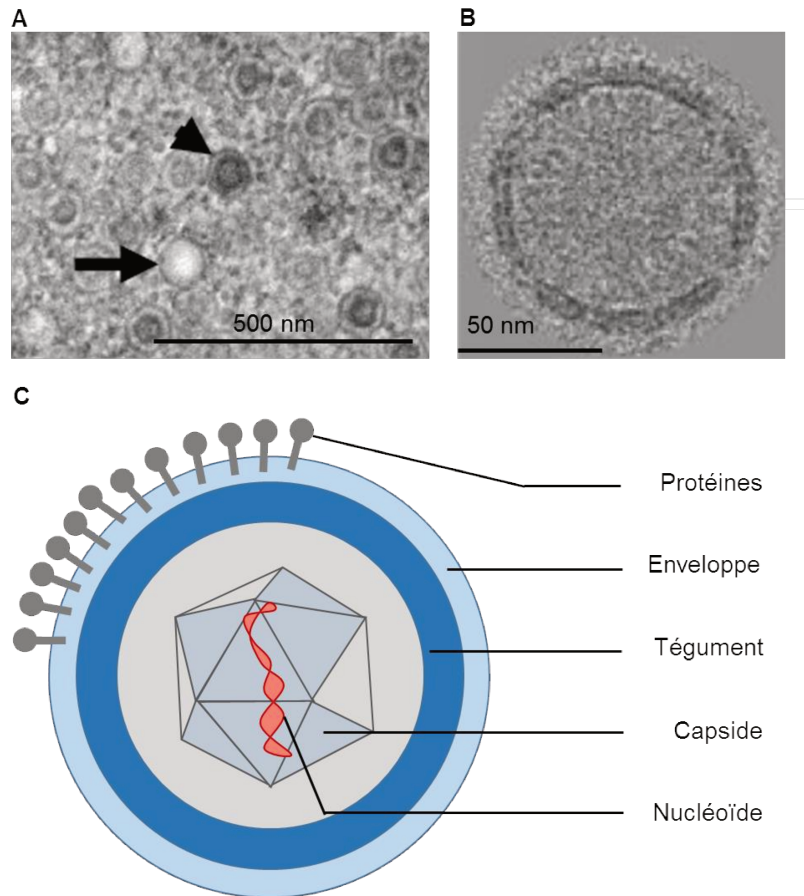 A
B
500 nm
50 nm
C
Protéines
Enveloppe
Tégument
Capside
Nucléoïde